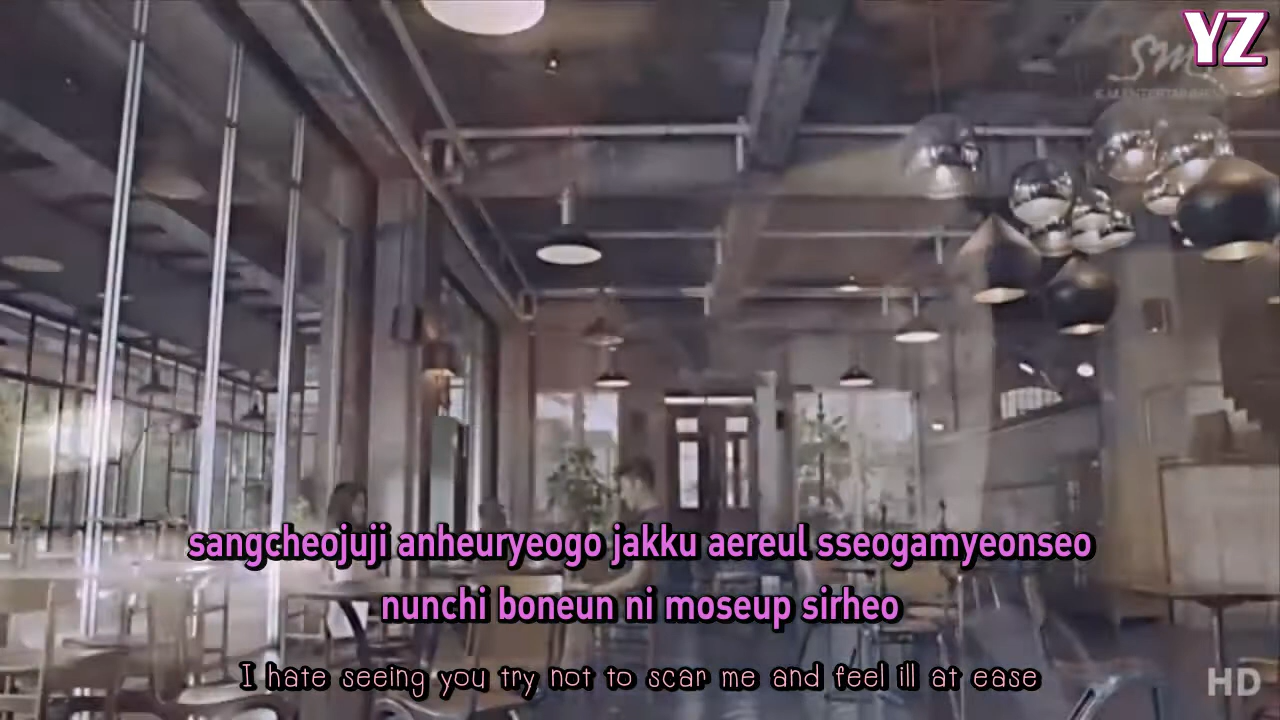 YZ
SM
sangcheojuji anheuryeogo jakku aereul sseogamyeonseo
nunchi boneun ni moseup sirheo
I hate seeing you try not to scar me and feel ill at ease
HD